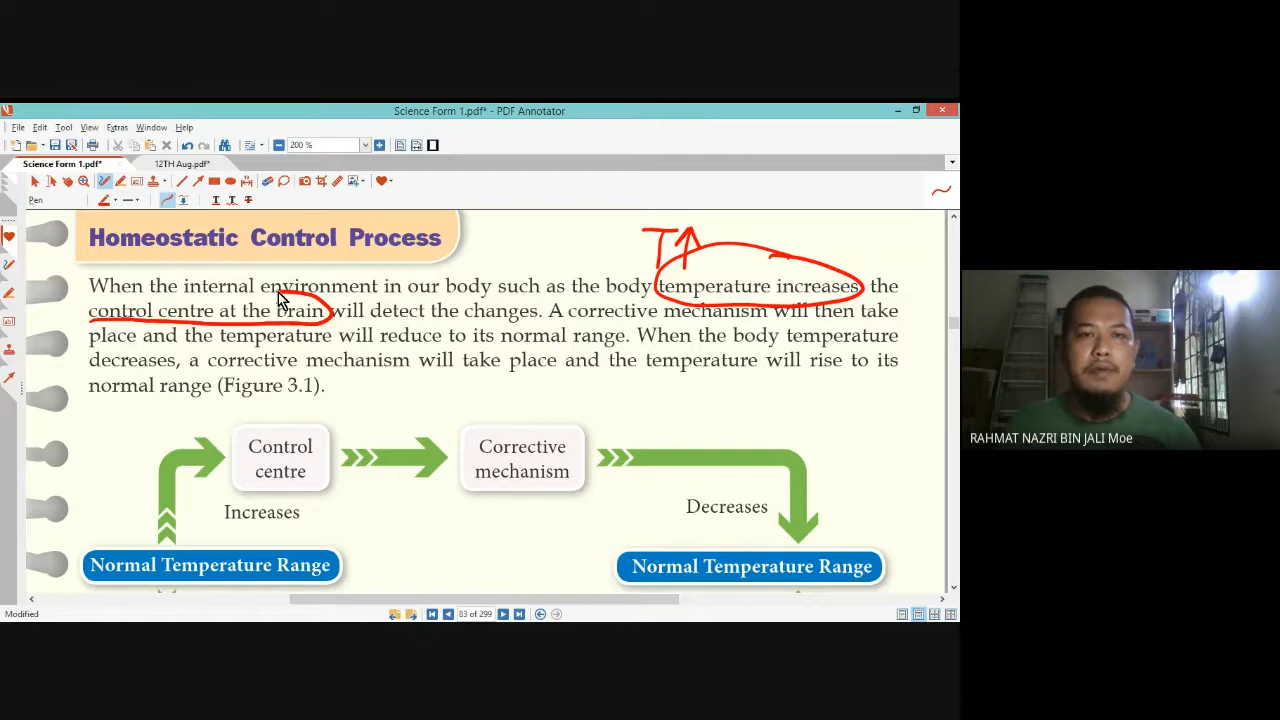 Science Form 1.pdf* - PDF Annotator
File Edit Tool View Extras Window Help
200 %
Science Form 1.pdf* 12TH Aug.pdf*
Pen
T↑
Homeostatic Control Process
When the internal environment in our body such as the body temperature increases, the
control centre at the brain will detect the changes. A corrective mechanism will then take
place and the temperature will reduce to its normal range. When the body temperature
decreases, a corrective mechanism will take place and the temperature will rise to its
normal range (Figure 3.1).
Control
centre
Corrective
mechanism
Increases
Decreases
Normal Temperature Range
Normal Temperature Range
Modified
83 of 299
RAHMAT NAZRI BIN JALI Moe